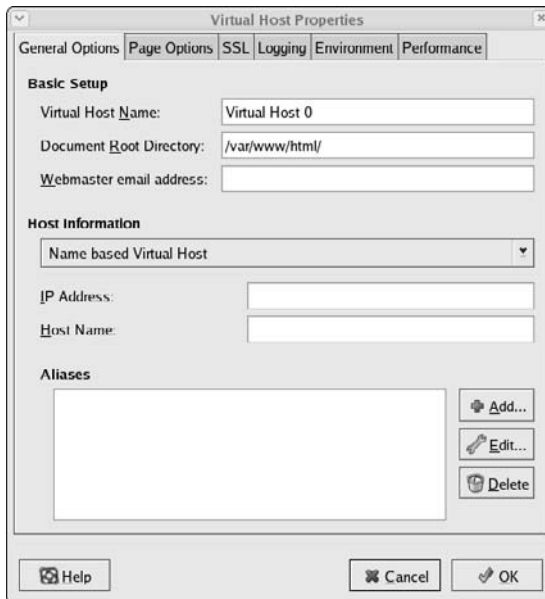 Virtual Host Properties
General Options Page Options SSL Logging Environment Performance
Basic Setup
Virtual Host Name: Virtual Host 0
Document Root Directory: /var/www/html/
Webmaster email address:
Host Information
Name based Virtual Host
IP Address:
Host Name:
Aliases
Add...
Edit...
Delete
Help Cancel OK